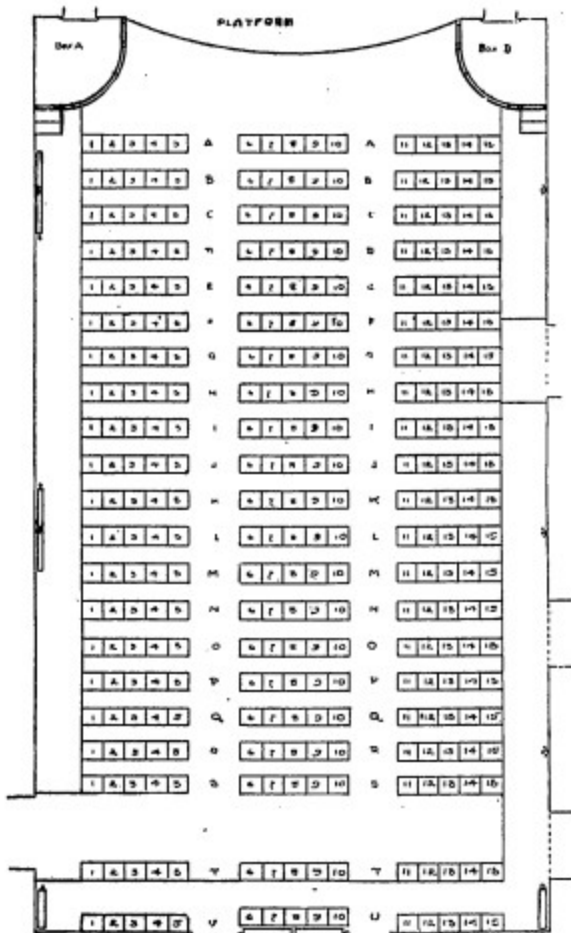 PLATFORM
Box A Box B
1 2 3 4 5 A 6 7 8 9 10 A 11 12 13 14 15
1 2 3 4 5 B 6 7 8 9 10 B 11 12 13 14 15
1 2 3 4 5 C 6 7 8 9 10 C 11 12 13 14 15
1 2 3 4 5 D 6 7 8 9 10 D 11 12 13 14 15
1 2 3 4 5 E 6 7 8 9 10 E 11 12 13 14 15
1 2 3 4 5 F 6 7 8 9 10 F 11 12 13 14 15
1 2 3 4 5 G 6 7 8 9 10 G 11 12 13 14 15
1 2 3 4 5 H 6 7 8 9 10 H 11 12 13 14 15
1 2 3 4 5 I 6 7 8 9 10 I 11 12 13 14 15
1 2 3 4 5 J 6 7 8 9 10 J 11 12 13 14 15
1 2 3 4 5 K 6 7 8 9 10 K 11 12 13 14 15
1 2 3 4 5 L 6 7 8 9 10 L 11 12 13 14 15
1 2 3 4 5 M 6 7 8 9 10 M 11 12 13 14 15
1 2 3 4 5 N 6 7 8 9 10 N 11 12 13 14 15
1 2 3 4 5 O 6 7 8 9 10 O 11 12 13 14 15
1 2 3 4 5 P 6 7 8 9 10 P 11 12 13 14 15
1 2 3 4 5 Q 6 7 8 9 10 Q 11 12 13 14 15
1 2 3 4 5 R 6 7 8 9 10 R 11 12 13 14 15
1 2 3 4 5 S 6 7 8 9 10 S 11 12 13 14 15
1 2 3 4 5 T 6 7 8 9 10 T 11 12 13 14 15
1 2 3 4 5 U 6 7 8 9 10 U 11 12 13 14 15